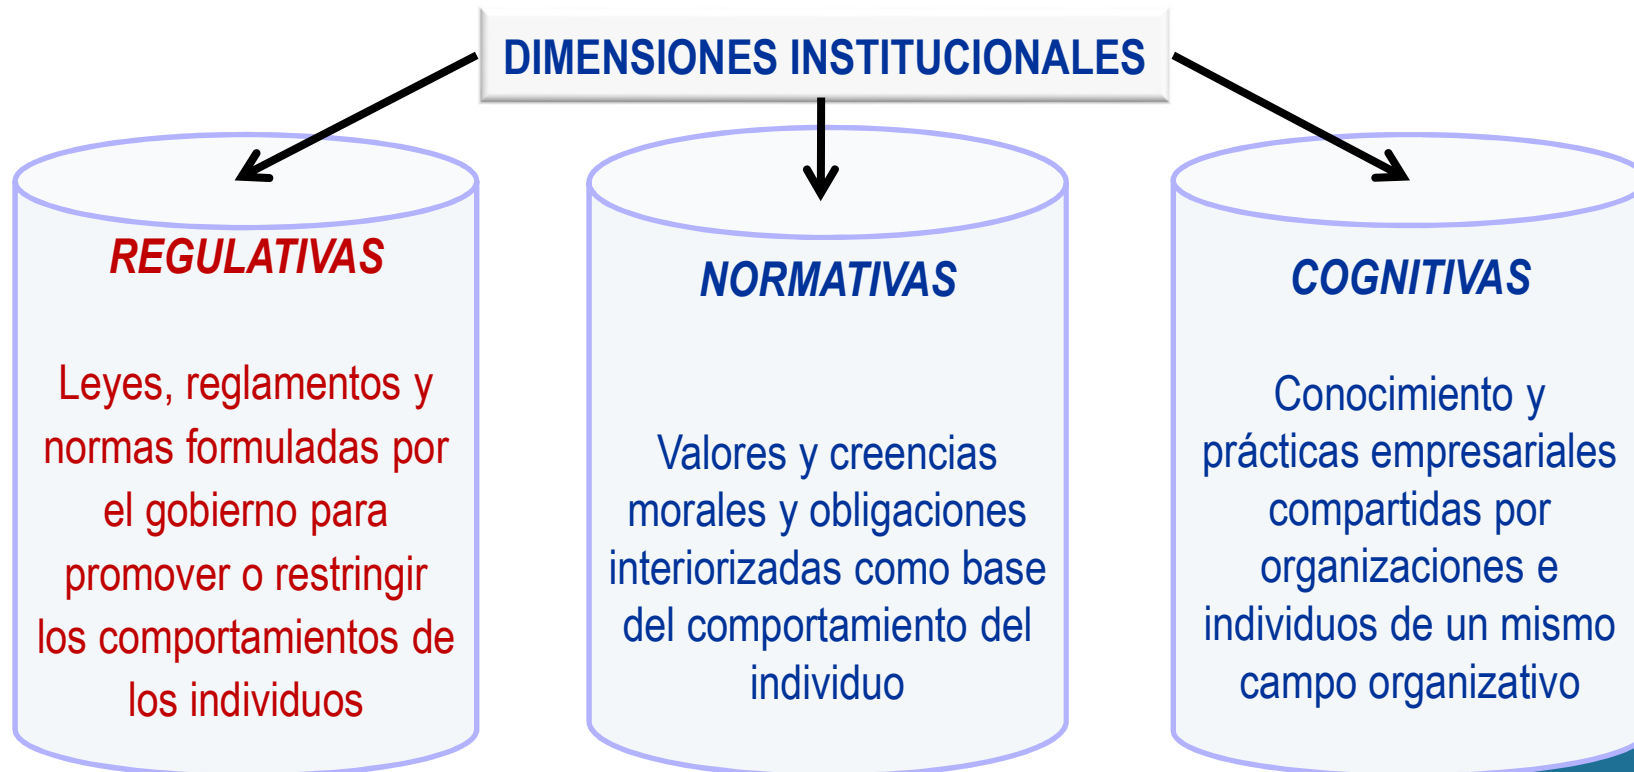 DIMENSIONES INSTITUCIONALES
REGULATIVAS
Leyes, reglamentos y
normas formuladas por
el gobierno para
promover o restringir
los comportamientos de
los individuos
NORMATIVAS
Valores y creencias
morales y obligaciones
interiorizadas como base
del comportamiento del
individuo
COGNITIVAS
Conocimiento y
prácticas empresariales
compartidas por
organizaciones e
individuos de un mismo
campo organizativo